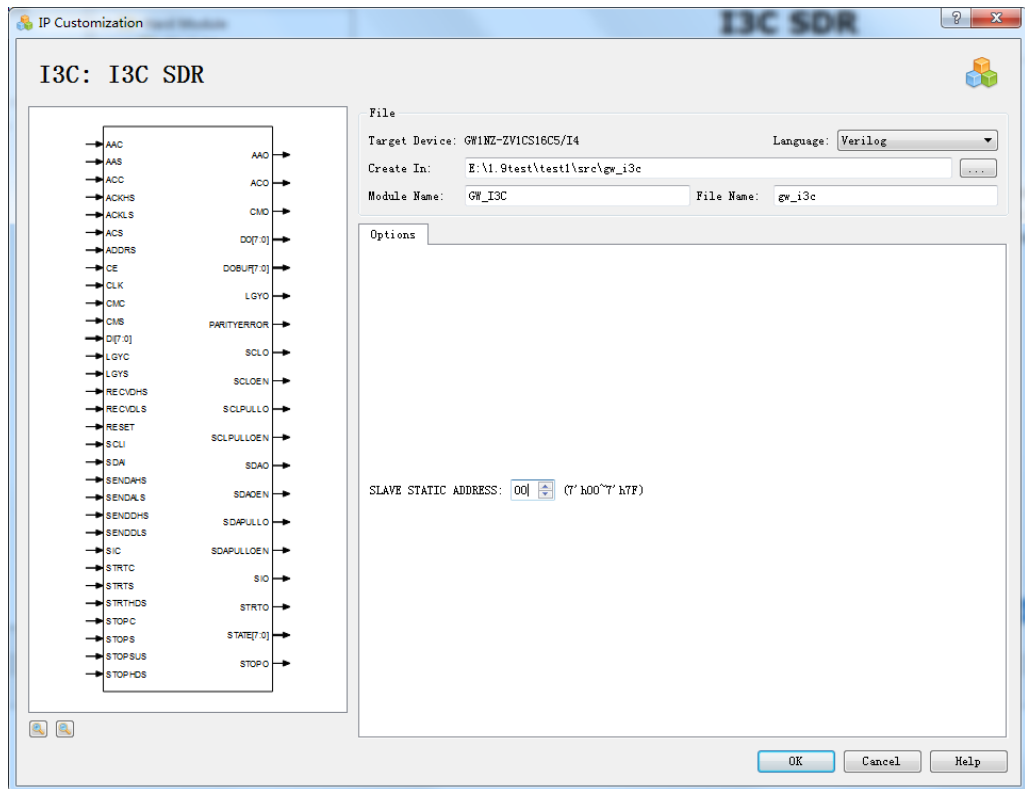 IP Customization
I3C SDR
I3C: I3C SDR
AAC
AAS
ACC
ACKHS
ACKLS
ACS
ADDRS
CE
CLK
CMC
CMS
DI[7:0]
LGYC
LGYS
RECVDHS
RECVDLS
RESET
SCLI
SDAI
SENDAHS
SENDALS
SENDDHS
SENDDLS
SIC
STRTC
STRTS
STRTHDS
STOPC
STOPS
STOPSUS
STOPHDS
AAO
ACO
CMO
DO[7:0]
DOBUF[7:0]
LGYO
PARITYERROR
SCLO
SCLOEN
SCLPULLO
SCLPULLOEN
SDAO
SDAOEN
SDAPULLO
SDAPULLOEN
SIO
STRTO
STATE[7:0]
STOPO
File
Target Device: GW1NZ-ZV1CS16C5/I4 Language: Verilog
Create In: E:\1.9test\test1\src\gw_i3c ...
Module Name: GW_I3C File Name: gw_i3c
Options
SLAVE STATIC ADDRESS: 00 (7'h00~7'h7F)
OK Cancel Help